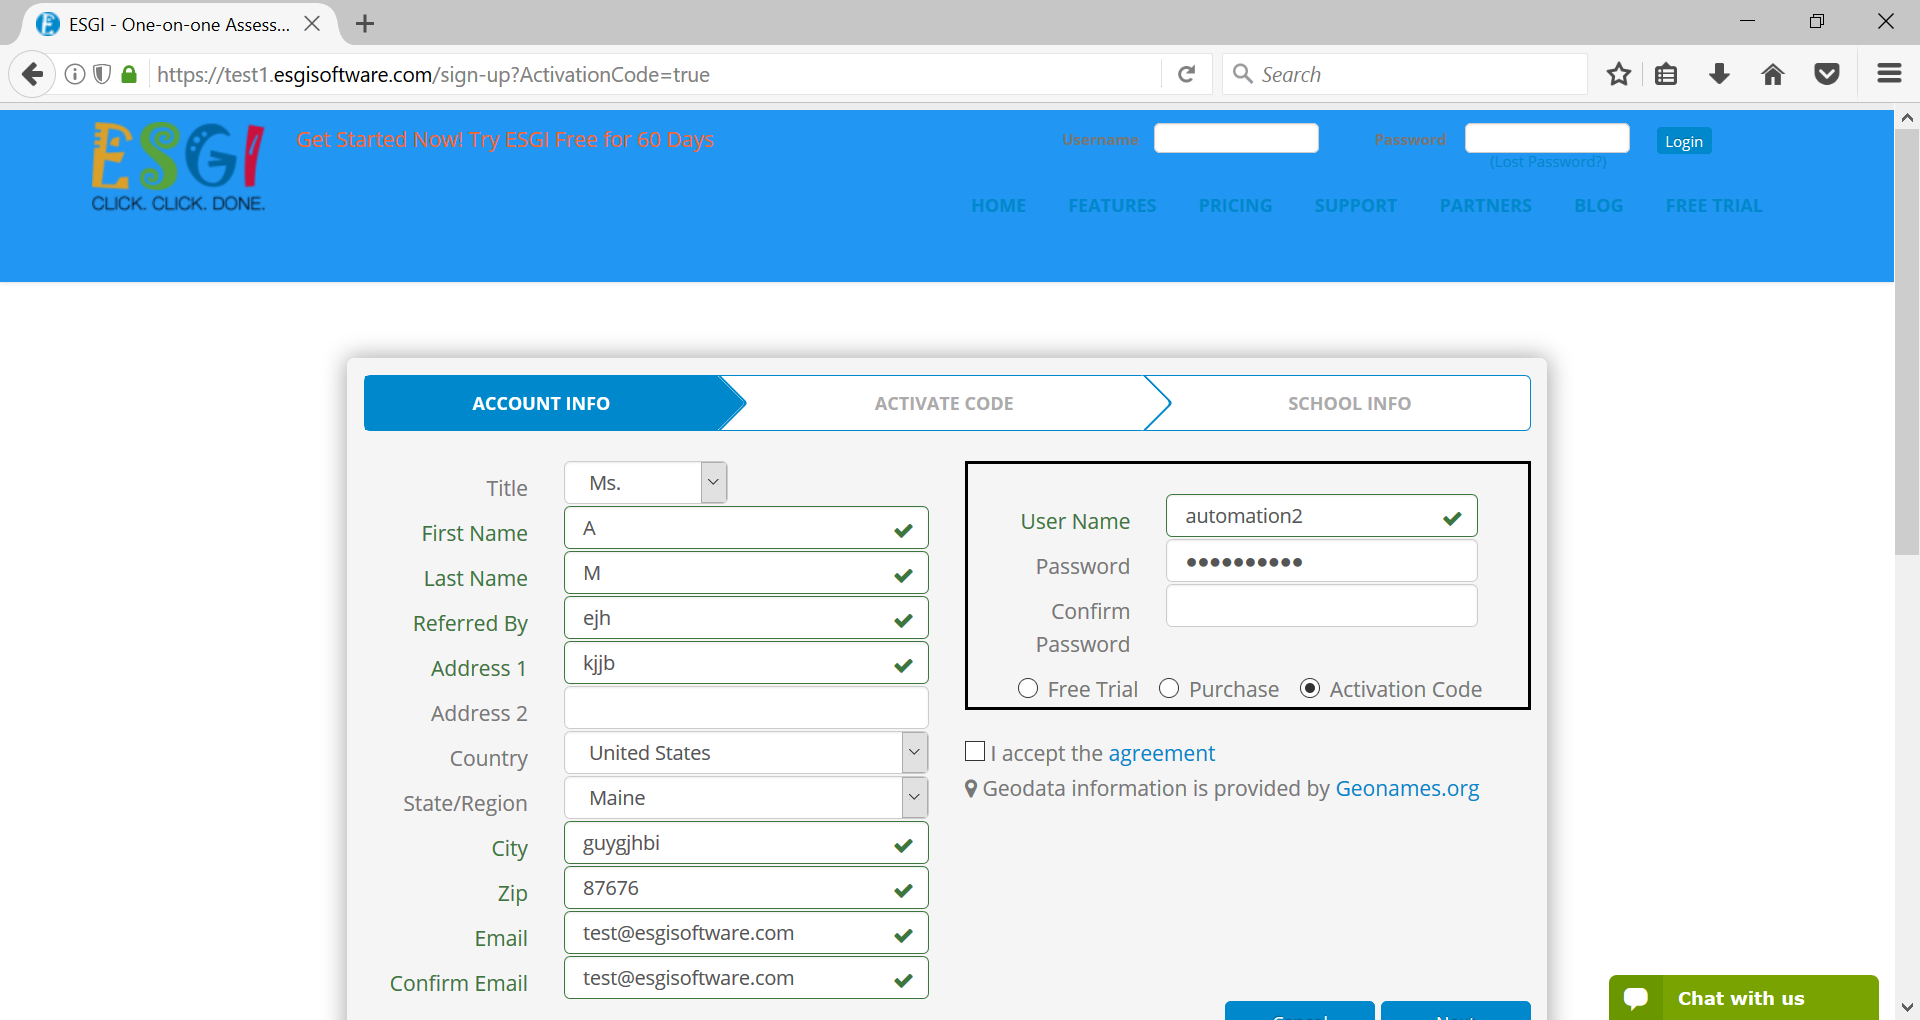 ESGI - One-on-one Assess...
https://test1.esgisoftware.com/sign-up?ActivationCode=true
Search
ESGI
CLICK. CLICK. DONE.
Get Started Now! Try ESGI Free for 60 Days
Username
Password
Login
(Lost Password?)
HOME FEATURES PRICING SUPPORT PARTNERS BLOG FREE TRIAL
ACCOUNT INFO ACTIVATE CODE SCHOOL INFO
Title Ms.
First Name A
Last Name M
Referred By ejh
Address 1 kjjb
Address 2
Country United States
State/Region Maine
City guygjhbi
Zip 87676
Email test@esgisoftware.com
Confirm Email test@esgisoftware.com
User Name automation2
Password ••••••••••
Confirm
Password
Free Trial Purchase Activation Code
I accept the agreement
Geodata information is provided by Geonames.org
Chat with us